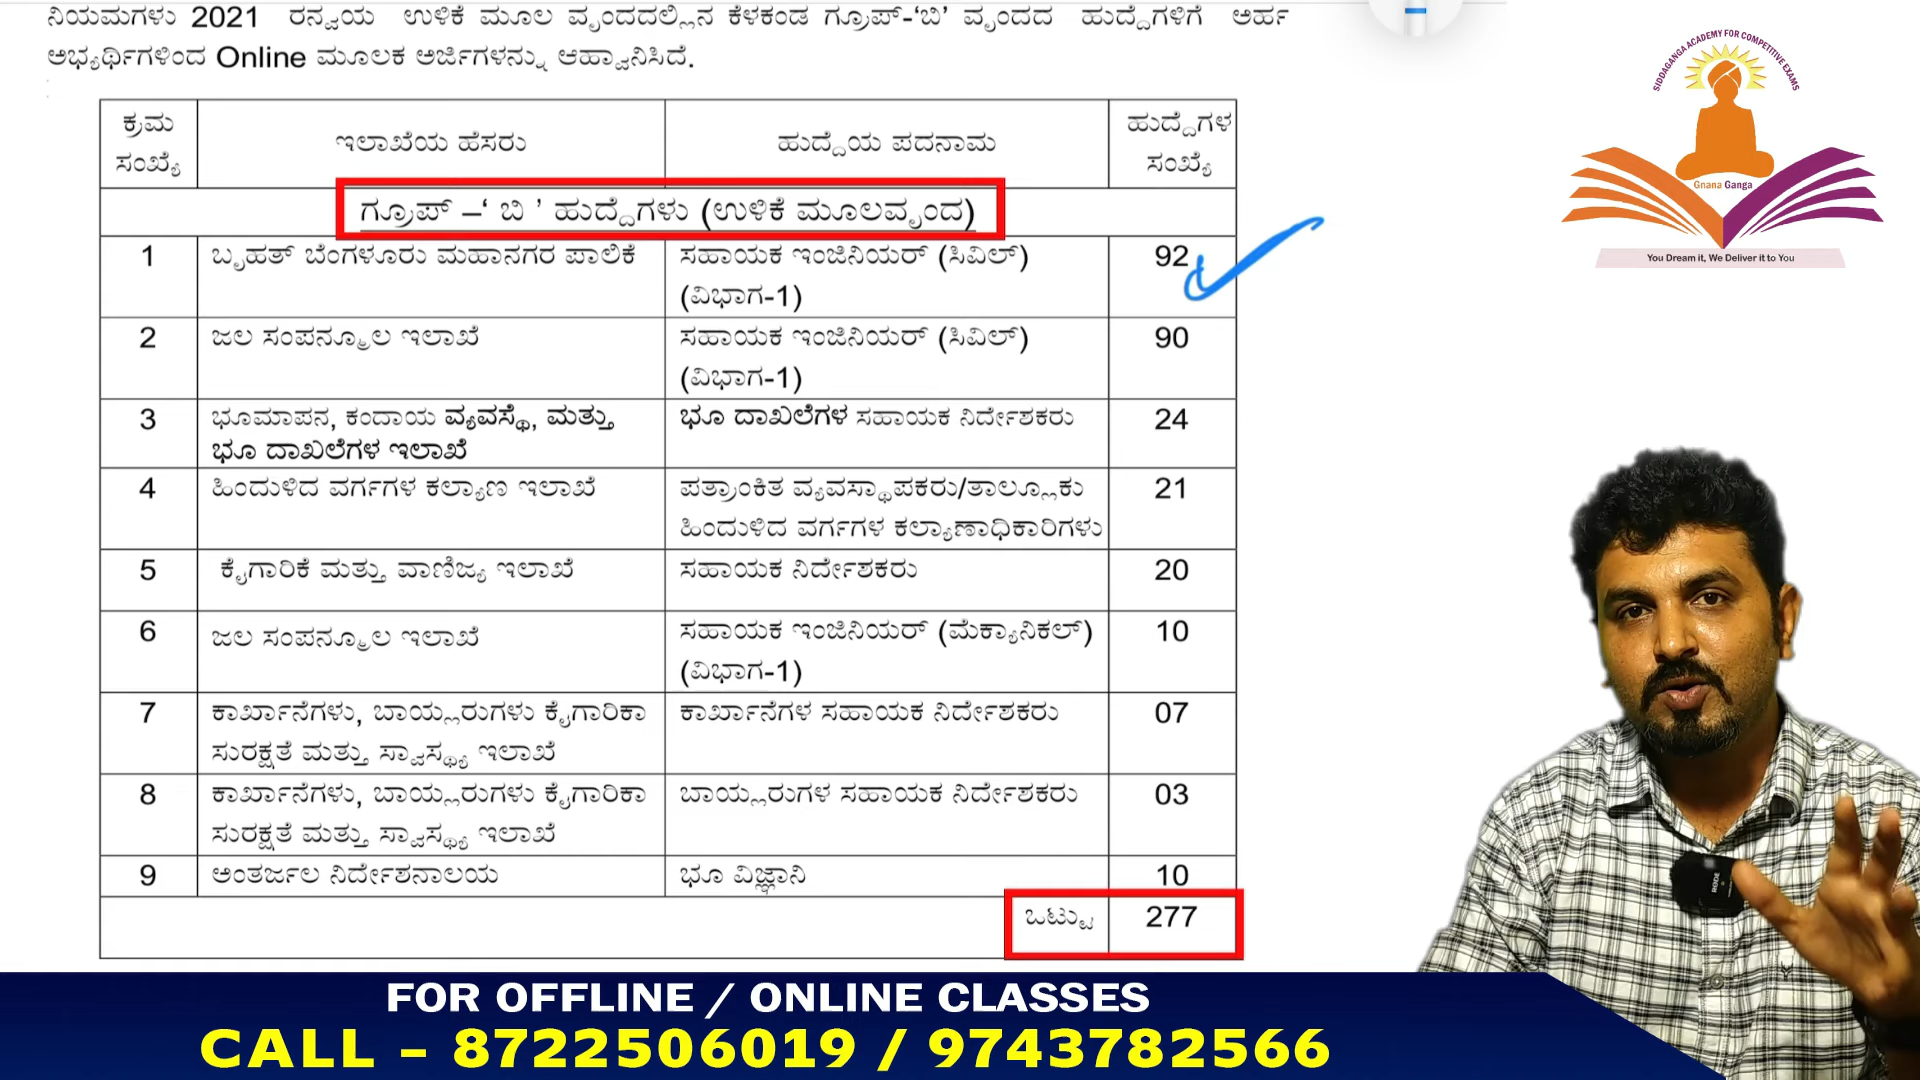 ನಿಯಮಗಳು 2021 ರನ್ವಯ ಉಳಿಕೆ ಮೂಲ ವೃಂದದಲ್ಲಿನ ಕೆಳಕಂಡ ಗ್ರೂಪ್-‘ಬಿ’ ವೃಂದದ ಹುದ್ದೆಗಳಿಗೆ ಅರ್ಹ
ಅಭ್ಯರ್ಥಿಗಳಿಂದ Online ಮೂಲಕ ಅರ್ಜಿಗಳನ್ನು ಆಹ್ವಾನಿಸಿದೆ.
ಕ್ರಮ ಸಂಖ್ಯೆ ಇಲಾಖೆಯ ಹೆಸರು ಹುದ್ದೆಯ ಪದನಾಮ ಹುದ್ದೆಗಳ ಸಂಖ್ಯೆ
ಗ್ರೂಪ್ –‘ ಬಿ ’ ಹುದ್ದೆಗಳು (ಉಳಿಕೆ ಮೂಲವೃಂದ)
1 ಬೃಹತ್ ಬೆಂಗಳೂರು ಮಹಾನಗರ ಪಾಲಿಕೆ ಸಹಾಯಕ ಇಂಜಿನಿಯರ್ (ಸಿವಿಲ್) 92
(ವಿಭಾಗ-1)
2 ಜಲ ಸಂಪನ್ಮೂಲ ಇಲಾಖೆ ಸಹಾಯಕ ಇಂಜಿನಿಯರ್ (ಸಿವಿಲ್) 90
(ವಿಭಾಗ-1)
3 ಭೂಮಾಪನ, ಕಂದಾಯ ವ್ಯವಸ್ಥೆ, ಮತ್ತು ಭೂ ದಾಖಲೆಗಳ ಸಹಾಯಕ ನಿರ್ದೇಶಕರು 24
ಭೂ ದಾಖಲೆಗಳ ಇಲಾಖೆ
4 ಹಿಂದುಳಿದ ವರ್ಗಗಳ ಕಲ್ಯಾಣ ಇಲಾಖೆ ಪತ್ರಾಂಕಿತ ವ್ಯವಸ್ಥಾಪಕರು/ತಾಲ್ಲೂಕು 21
ಹಿಂದುಳಿದ ವರ್ಗಗಳ ಕಲ್ಯಾಣಾಧಿಕಾರಿಗಳು
5 ಕೈಗಾರಿಕೆ ಮತ್ತು ವಾಣಿಜ್ಯ ಇಲಾಖೆ ಸಹಾಯಕ ನಿರ್ದೇಶಕರು 20
6 ಜಲ ಸಂಪನ್ಮೂಲ ಇಲಾಖೆ ಸಹಾಯಕ ಇಂಜಿನಿಯರ್ (ಮೆಕ್ಯಾನಿಕಲ್) 10
(ವಿಭಾಗ-1)
7 ಕಾರ್ಖಾನೆಗಳು, ಬಾಯ್ಲರುಗಳು ಕೈಗಾರಿಕಾ ಕಾರ್ಖಾನೆಗಳ ಸಹಾಯಕ ನಿರ್ದೇಶಕರು 07
ಸುರಕ್ಷತೆ ಮತ್ತು ಸ್ವಾಸ್ಥ್ಯ ಇಲಾಖೆ
8 ಕಾರ್ಖಾನೆಗಳು, ಬಾಯ್ಲರುಗಳು ಕೈಗಾರಿಕಾ ಬಾಯ್ಲರುಗಳ ಸಹಾಯಕ ನಿರ್ದೇಶಕರು 03
ಸುರಕ್ಷತೆ ಮತ್ತು ಸ್ವಾಸ್ಥ್ಯ ಇಲಾಖೆ
9 ಅಂತರ್ಜಲ ನಿರ್ದೇಶನಾಲಯ ಭೂ ವಿಜ್ಞಾನಿ 10
ಒಟ್ಟು 277
SIDDAGANGA ACADEMY FOR COMPETITIVE EXAMS
Gnana Ganga
You Dream it, We Deliver it to You
RODE
FOR OFFLINE / ONLINE CLASSES
CALL – 8722506019 / 9743782566